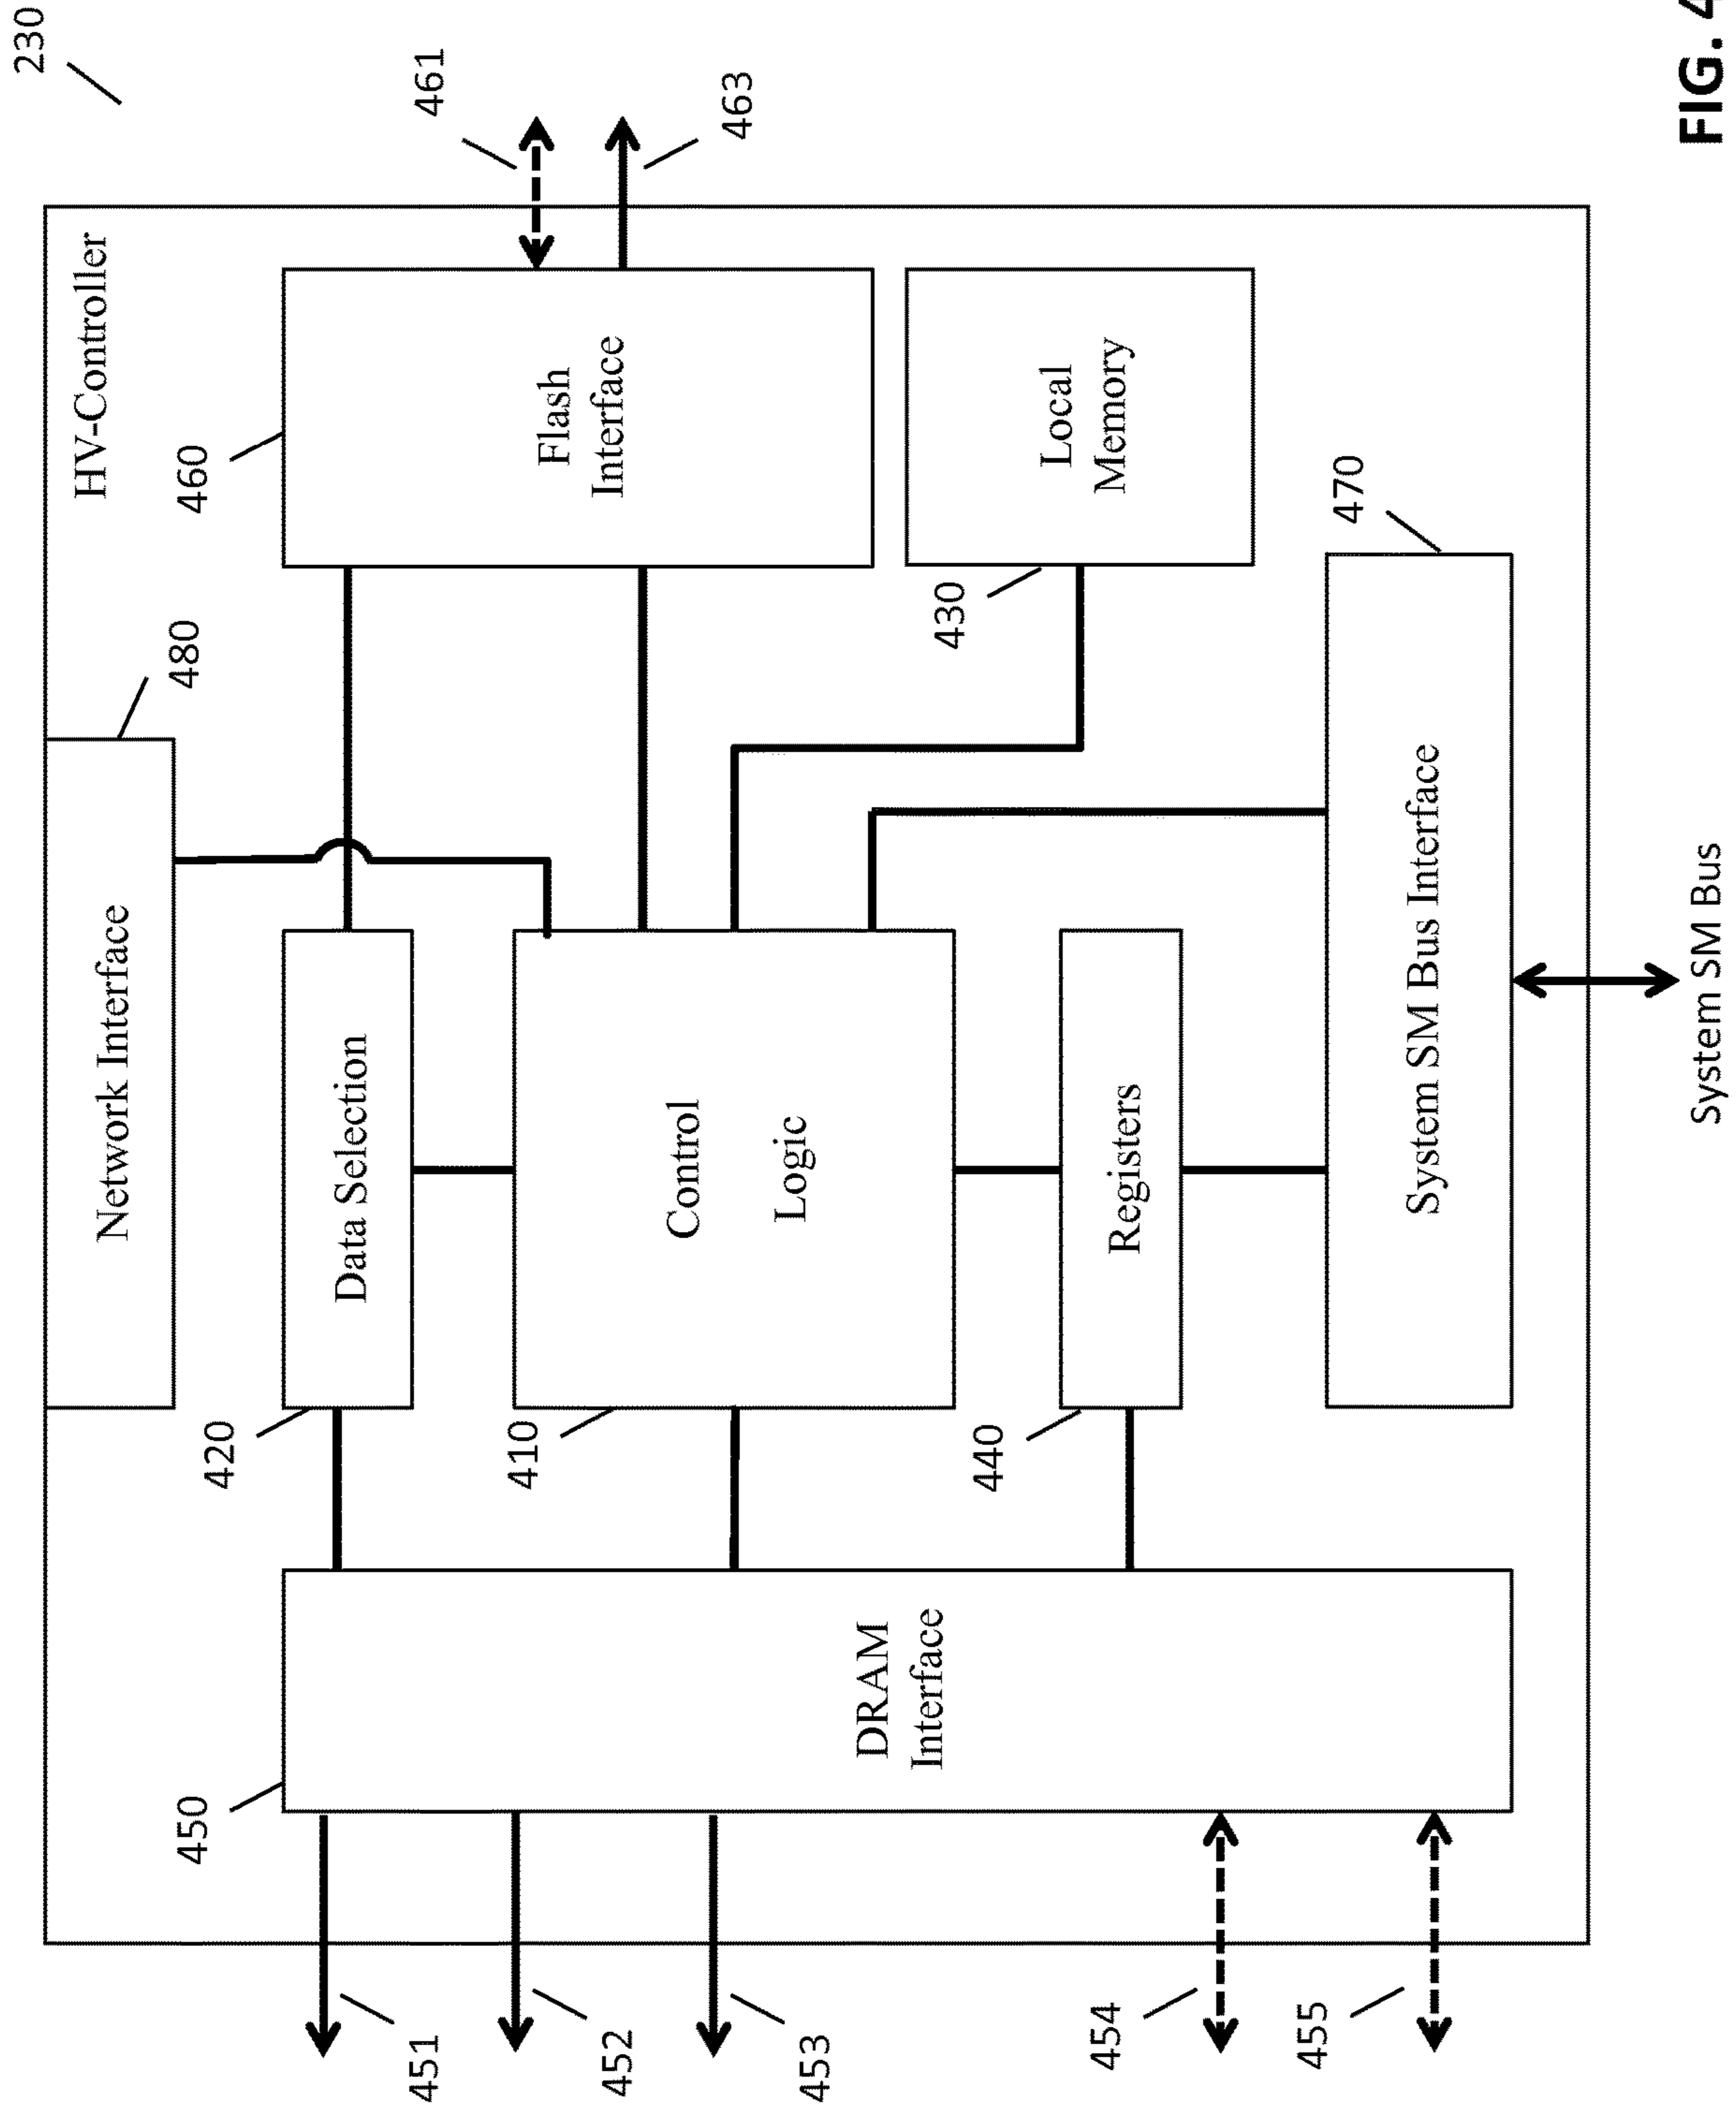 230
HV-Controller
Network Interface
480
450
420
460
Data Selection
451
461
410
Flash
Interface
452
Control
Logic
463
453
DRAM
Interface
430
440
Local
Memory
454
Registers
455
470
System SM Bus Interface
System SM Bus
FIG. 4